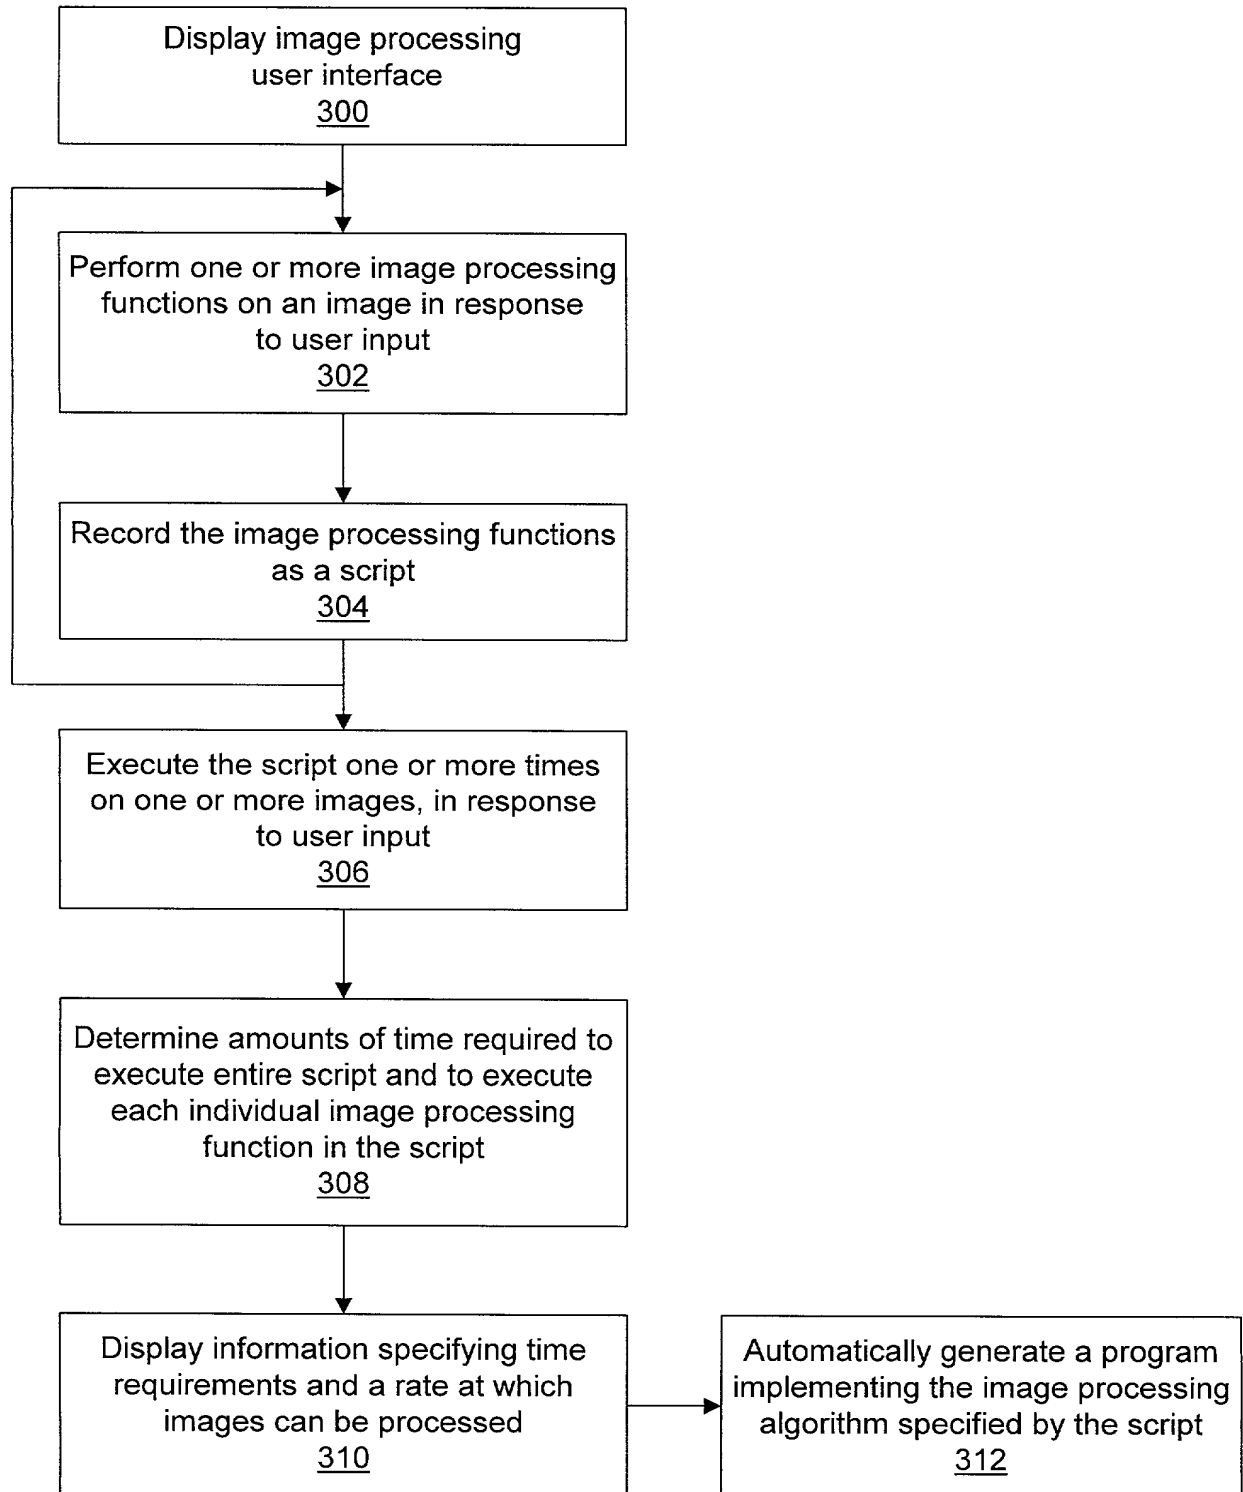 Display image processing
user interface
300
Perform one or more image processing
functions on an image in response
to user input
302
Record the image processing functions
as a script
304
Execute the script one or more times
on one or more images, in response
to user input
306
Determine amounts of time required to
execute entire script and to execute
each individual image processing
function in the script
308
Display information specifying time
requirements and a rate at which
images can be processed
310
Automatically generate a program
implementing the image processing
algorithm specified by the script
312